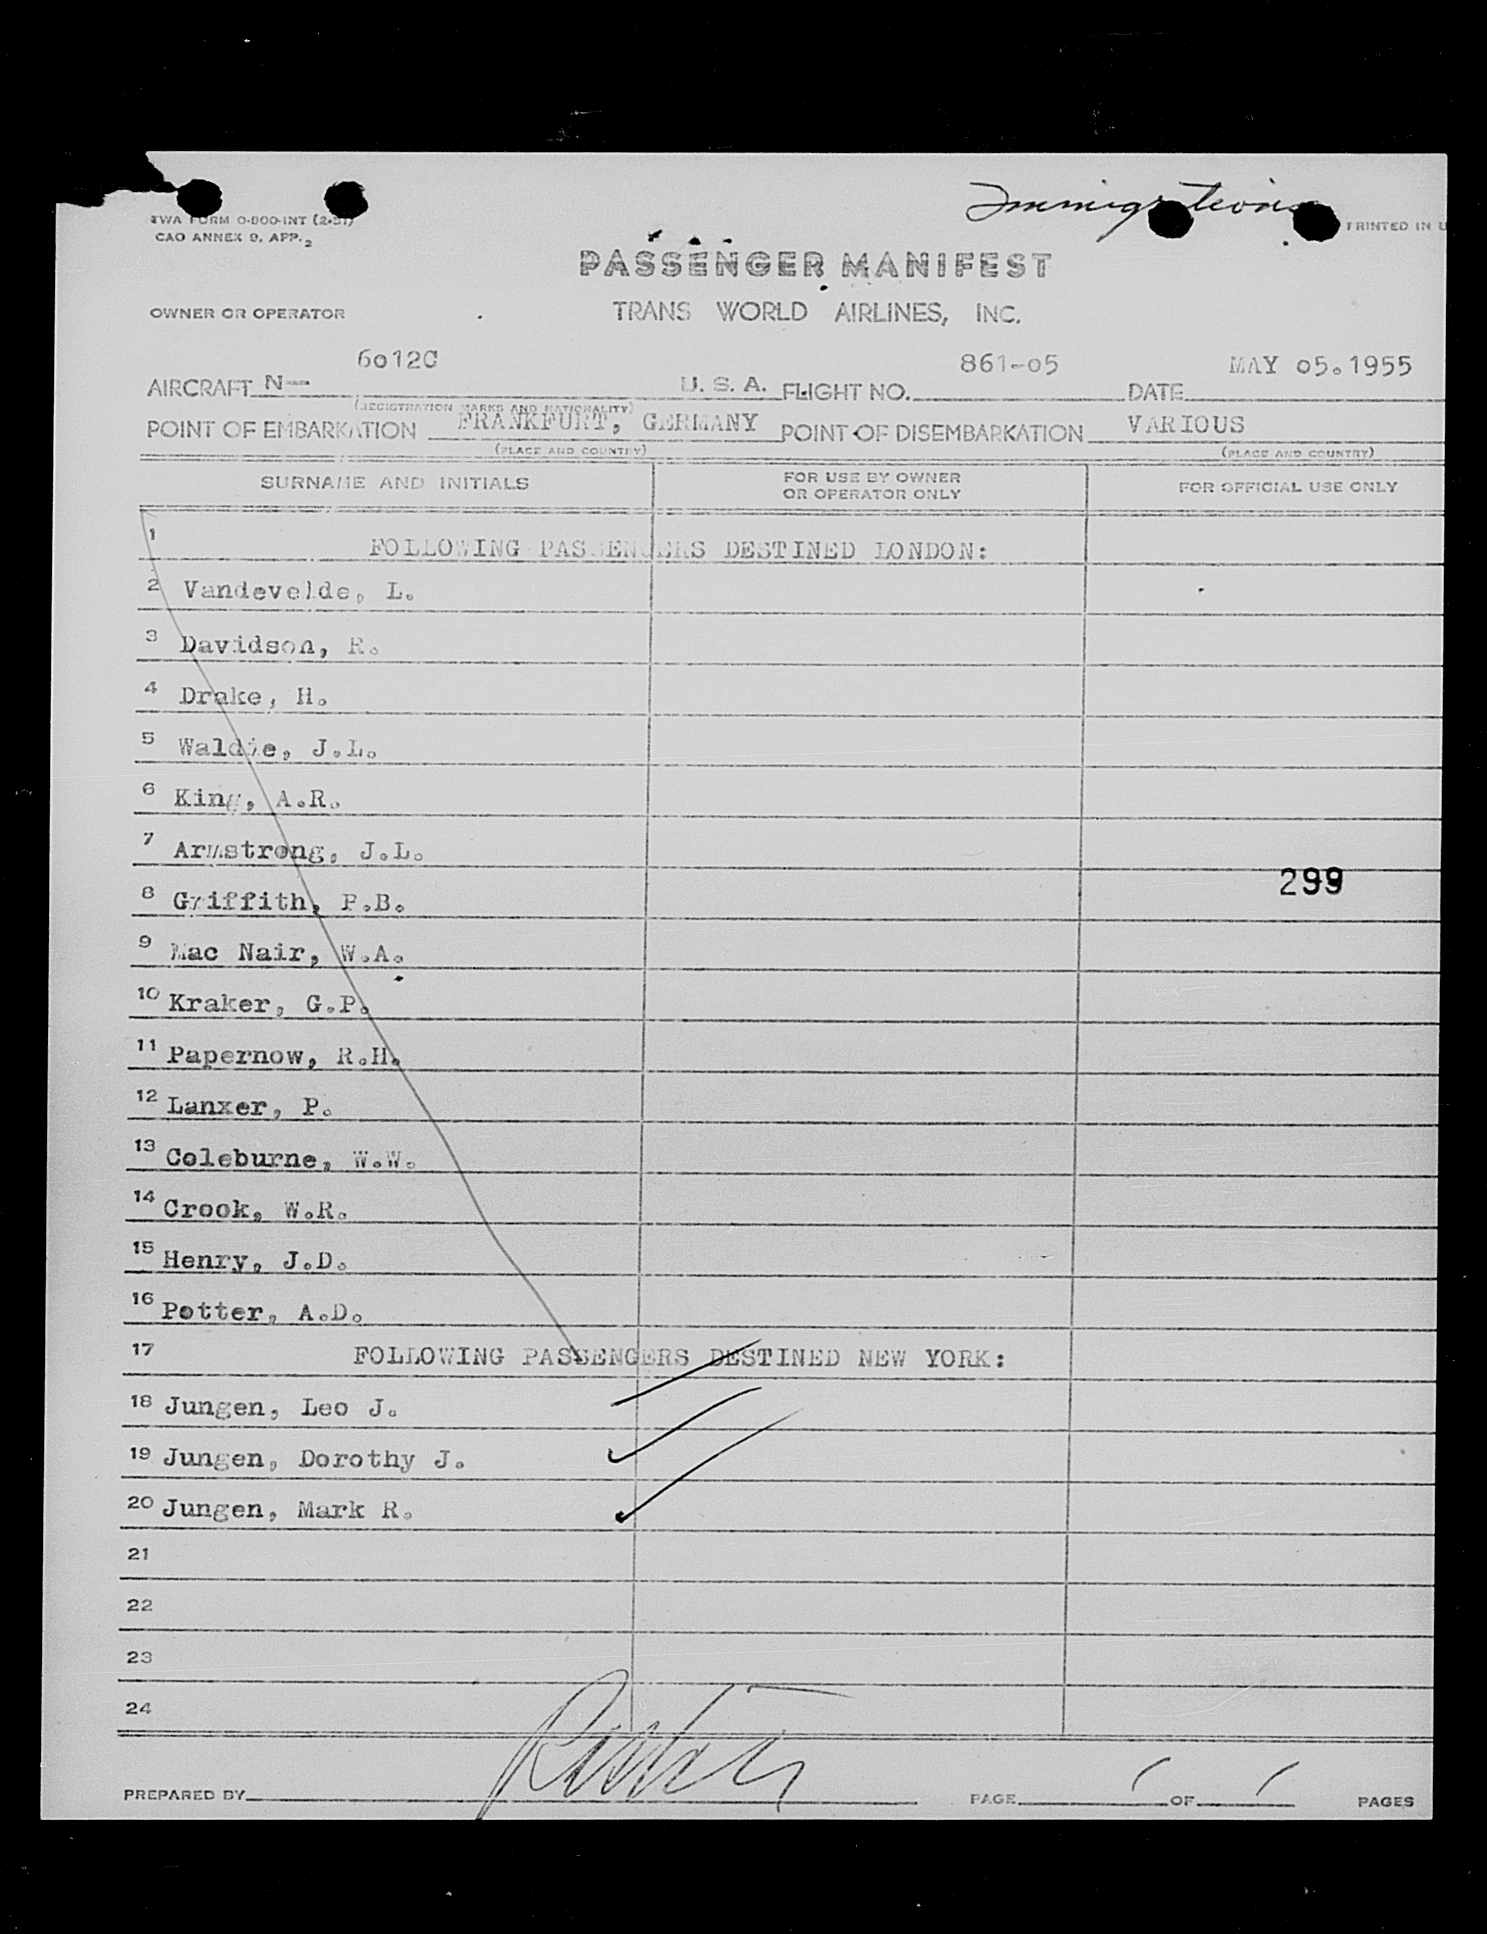 Immigrations
TWA FORM O-800-INT (2-51)
CAO ANNEX 9, APP. 2
PRINTED IN U
PASSENGER MANIFEST
OWNER OR OPERATOR TRANS WORLD AIRLINES, INC.
AIRCRAFT N-- 6012C U. S. A. FLIGHT NO. 861-05 DATE MAY 05.1955
(REGISTRATION MARKS AND NATIONALITY)
POINT OF EMBARKATION FRANKFURT, GERMANY POINT OF DISEMBARKATION VARIOUS
(PLACE AND COUNTRY) (PLACE AND COUNTRY)
SURNAME AND INITIALS FOR USE BY OWNER OR OPERATOR ONLY FOR OFFICIAL USE ONLY
1 FOLLOWING PASSENGERS DESTINED LONDON:
2 Vandevelde, L.
3 Davidson, R.
4 Drake, H.
5 Waldie, J.L.
6 King, A.R.
7 Armstrong, J.L.
8 Griffith, P.B. 299
9 Mac Nair, W.A.
10 Kraker, G.P.
11 Papernow, R.H.
12 Lanxer, P.
13 Coleburne, W.W.
14 Crook, W.R.
15 Henry, J.D.
16 Potter, A.D.
17 FOLLOWING PASSENGERS DESTINED NEW YORK:
18 Jungen, Leo J.
19 Jungen, Dorothy J.
20 Jungen, Mark R.
21
22
23
24
PREPARED BY PAGE 1 OF 1 PAGES